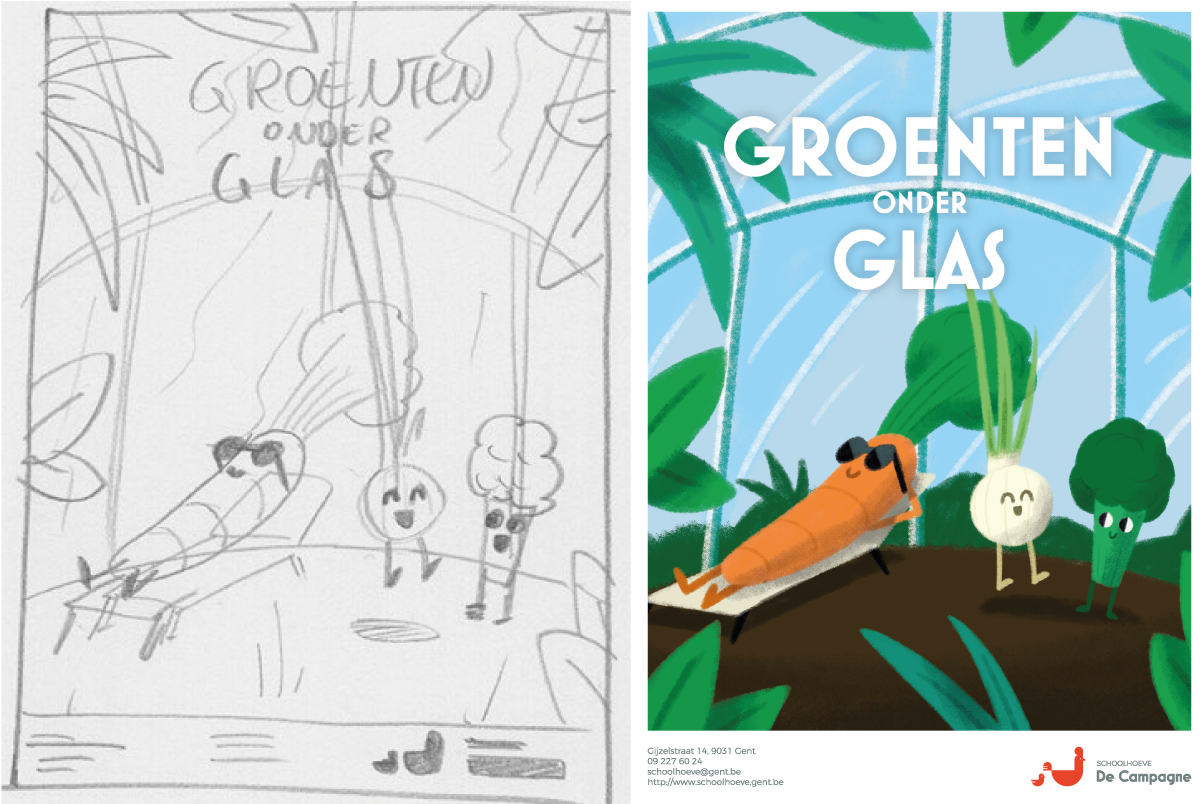 GROENTEN
ONDER
GLAS
GROENTEN
ONDER
GLAS
Gijzelstraat 14, 9031 Gent
09 227 60 24
schoolhoeve@gent.be
http://www.schoolhoeve.gent.be
SCHOOLHOEVE
De Campagne